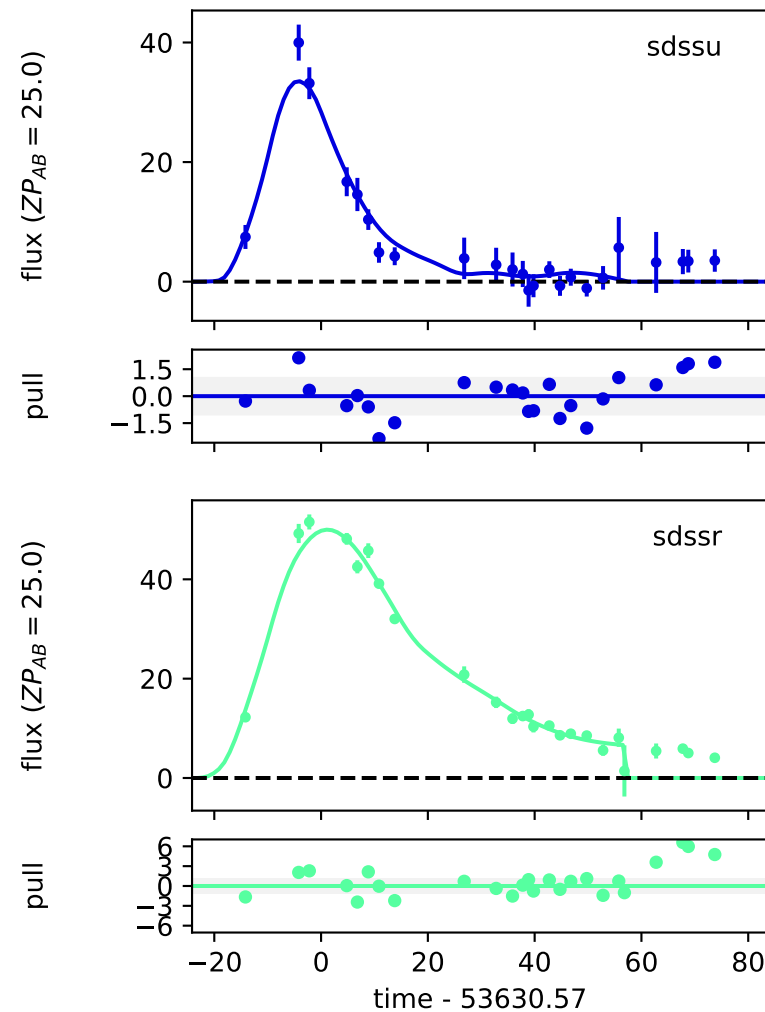 sdssu
flux (ZP_AB = 25.0)
40
20
0
pull
1.5
0.0
−1.5
sdssr
flux (ZP_AB = 25.0)
40
20
0
pull
6
3
0
−3
−6
−20 0 20 40 60 80
time - 53630.57